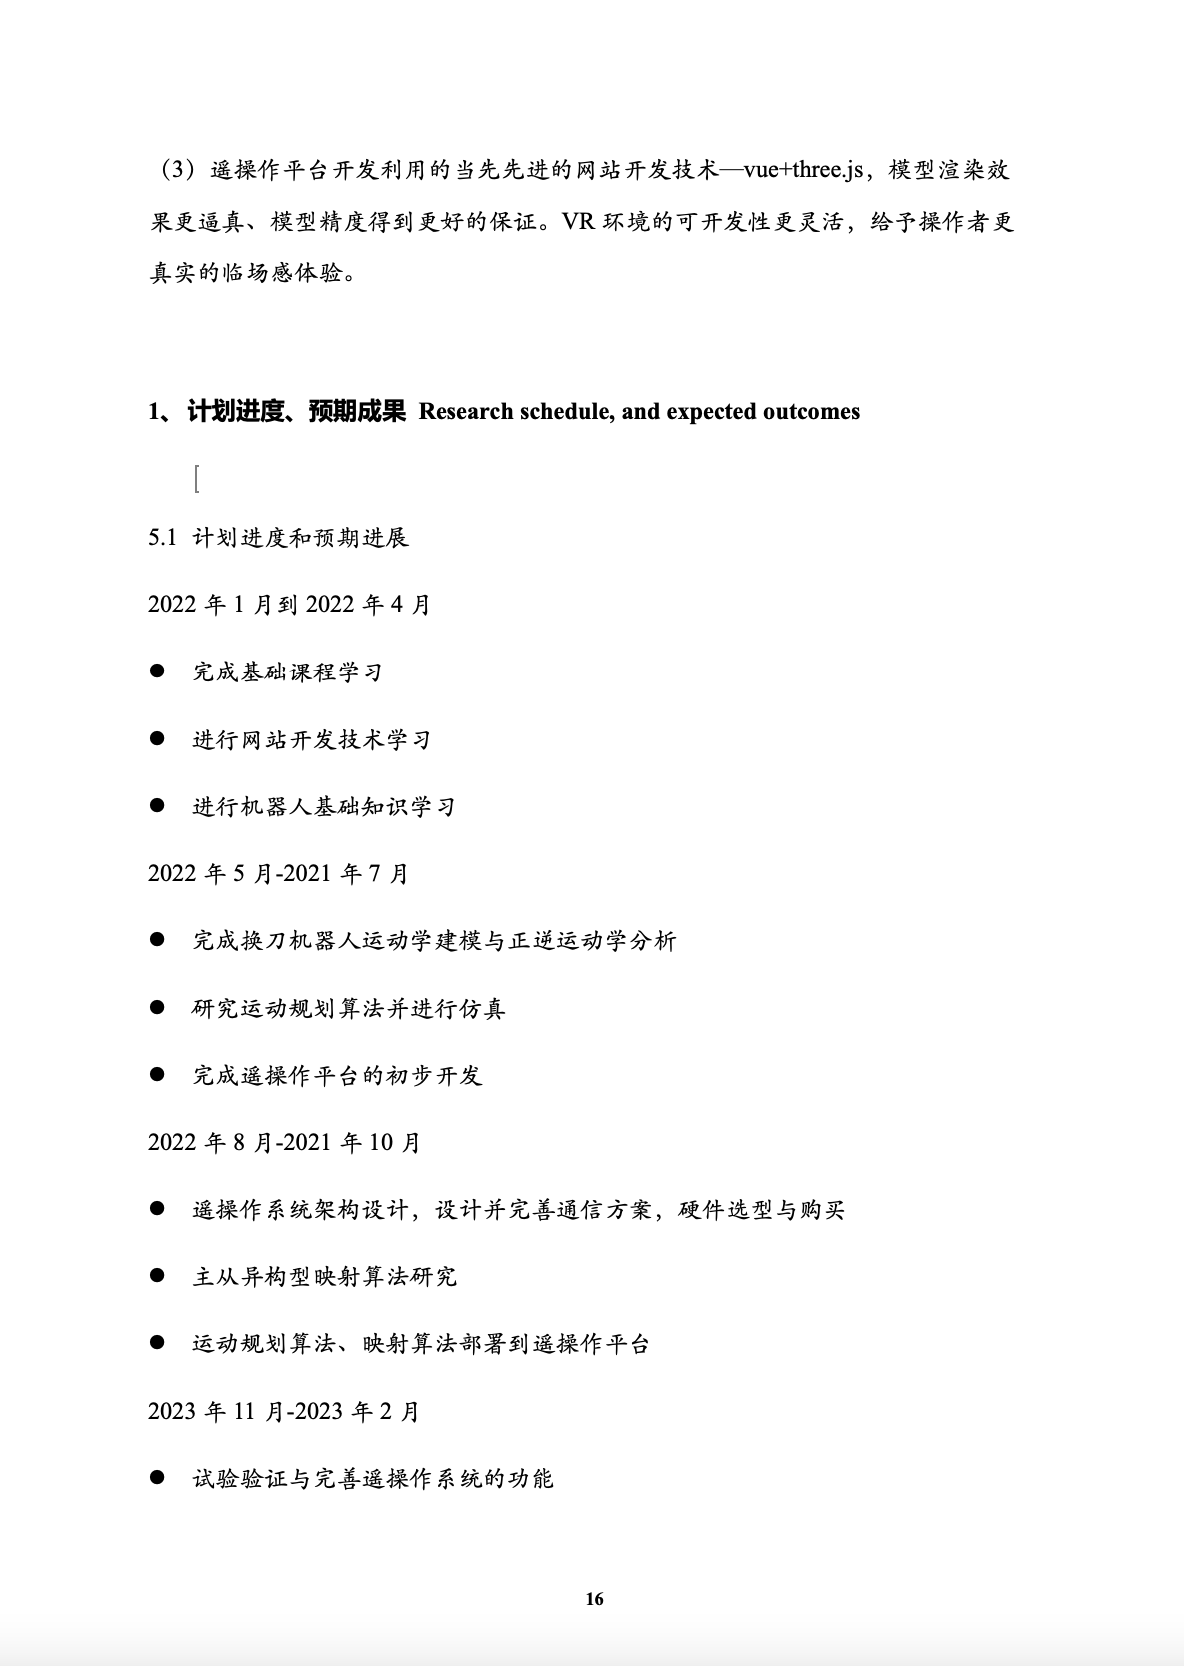 （3）遥操作平台开发利用的当先先进的网站开发技术—vue+three.js，模型渲染效
果更逼真、模型精度得到更好的保证。VR 环境的可开发性更灵活，给予操作者更
真实的临场感体验。
1、 计划进度、预期成果 Research schedule, and expected outcomes
[
5.1 计划进度和预期进展
2022 年 1 月到 2022 年 4 月
● 完成基础课程学习
● 进行网站开发技术学习
● 进行机器人基础知识学习
2022 年 5 月-2021 年 7 月
● 完成换刀机器人运动学建模与正逆运动学分析
● 研究运动规划算法并进行仿真
● 完成遥操作平台的初步开发
2022 年 8 月-2021 年 10 月
● 遥操作系统架构设计，设计并完善通信方案，硬件选型与购买
● 主从异构型映射算法研究
● 运动规划算法、映射算法部署到遥操作平台
2023 年 11 月-2023 年 2 月
● 试验验证与完善遥操作系统的功能
16